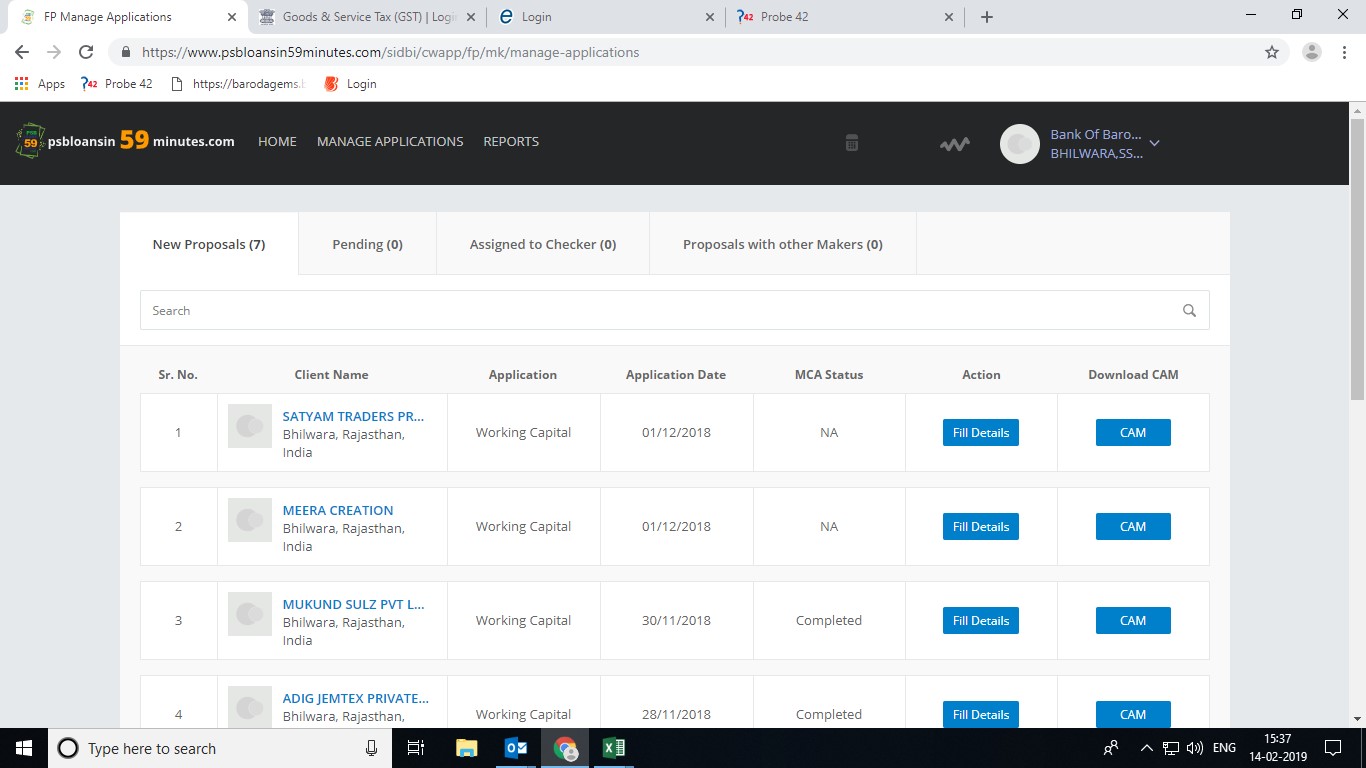 FP Manage Applications
Goods & Service Tax (GST) | Logi
Login
Probe 42
https://www.psbloansin59minutes.com/sidbi/cwapp/fp/mk/manage-applications
Apps
Probe 42
https://barodagems.b
Login
psbloansin 59 minutes.com
HOME
MANAGE APPLICATIONS
REPORTS
Bank Of Baro...
BHILWARA,SS...
New Proposals (7)
Pending (0)
Assigned to Checker (0)
Proposals with other Makers (0)
Search
Sr. No. Client Name Application Application Date MCA Status Action Download CAM
1
SATYAM TRADERS PR...
Bhilwara, Rajasthan,
India
Working Capital
01/12/2018
NA
Fill Details
CAM
2
MEERA CREATION
Bhilwara, Rajasthan,
India
Working Capital
01/12/2018
NA
Fill Details
CAM
3
MUKUND SULZ PVT L...
Bhilwara, Rajasthan,
India
Working Capital
30/11/2018
Completed
Fill Details
CAM
4
ADIG JEMTEX PRIVATE...
Bhilwara, Rajasthan,
Working Capital
28/11/2018
Completed
Fill Details
CAM
Type here to search
ENG
15:37
14-02-2019